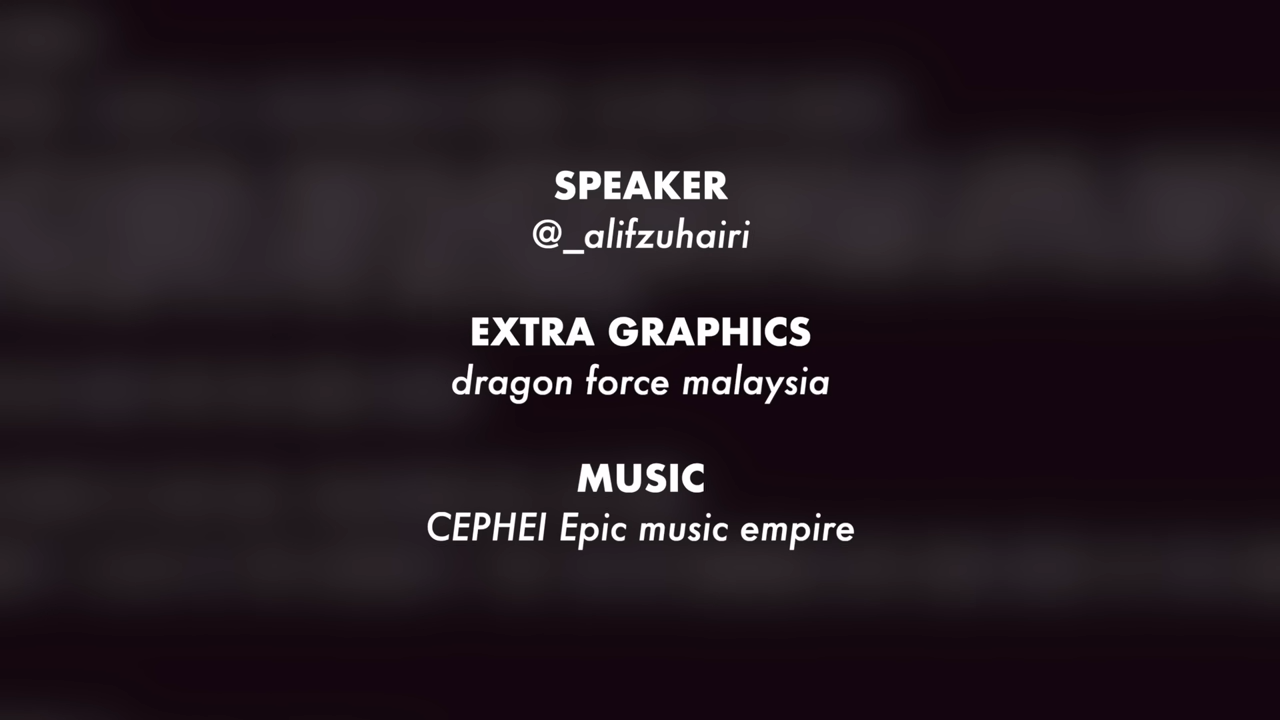 SPEAKER
@_alifzuhairi
EXTRA GRAPHICS
dragon force malaysia
MUSIC
CEPHEI Epic music empire